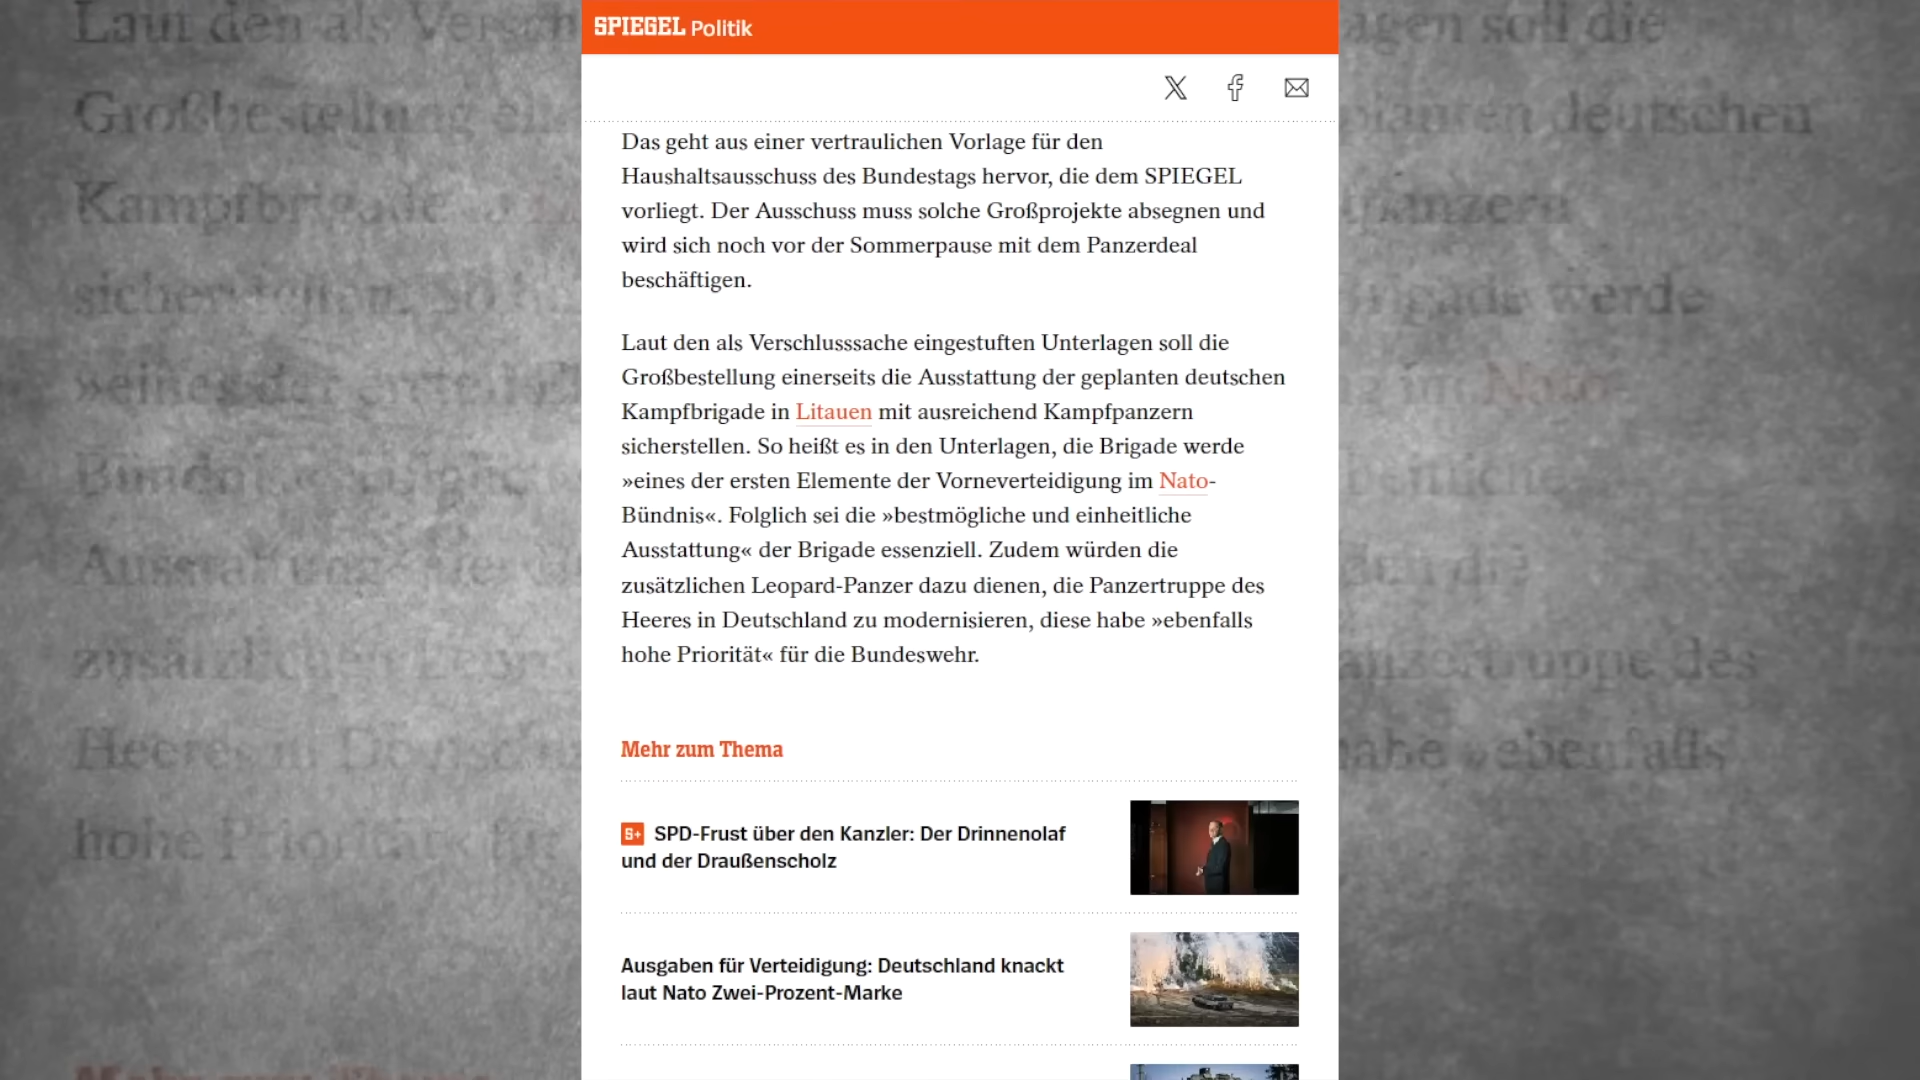 SPIEGEL Politik
Das geht aus einer vertraulichen Vorlage für den
Haushaltsausschuss des Bundestags hervor, die dem SPIEGEL
vorliegt. Der Ausschuss muss solche Großprojekte absegnen und
wird sich noch vor der Sommerpause mit dem Panzerdeal
beschäftigen.
Laut den als Verschlusssache eingestuften Unterlagen soll die
Großbestellung einerseits die Ausstattung der geplanten deutschen
Kampfbrigade in Litauen mit ausreichend Kampfpanzern
sicherstellen. So heißt es in den Unterlagen, die Brigade werde
»eines der ersten Elemente der Vorneverteidigung im Nato-
Bündnis«. Folglich sei die »bestmögliche und einheitliche
Ausstattung« der Brigade essenziell. Zudem würden die
zusätzlichen Leopard-Panzer dazu dienen, die Panzertruppe des
Heeres in Deutschland zu modernisieren, diese habe »ebenfalls
hohe Priorität« für die Bundeswehr.
Mehr zum Thema
S+ SPD-Frust über den Kanzler: Der Drinnenolaf
und der Draußenscholz
Ausgaben für Verteidigung: Deutschland knackt
laut Nato Zwei-Prozent-Marke